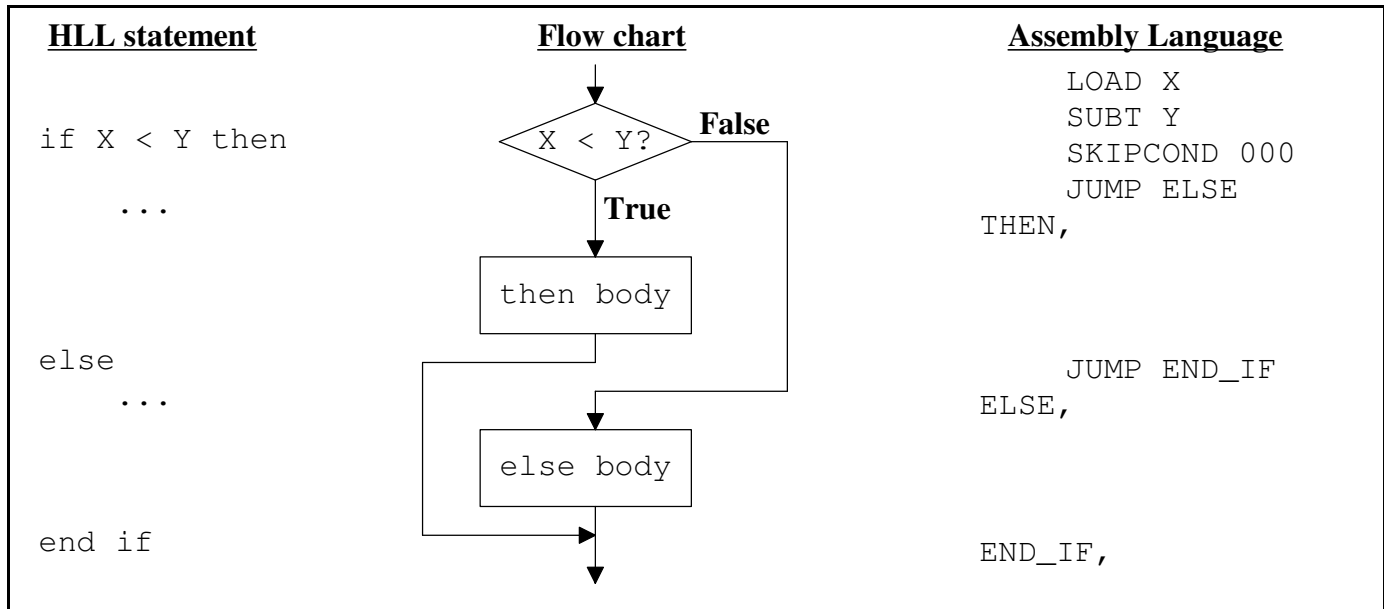 HLL statement
Flow chart
Assembly Language
if X < Y then
...
else
...
end if
X < Y?
False
True
then body
else body
LOAD X
SUBT Y
SKIPCOND 000
JUMP ELSE
THEN,
JUMP END_IF
ELSE,
END_IF,